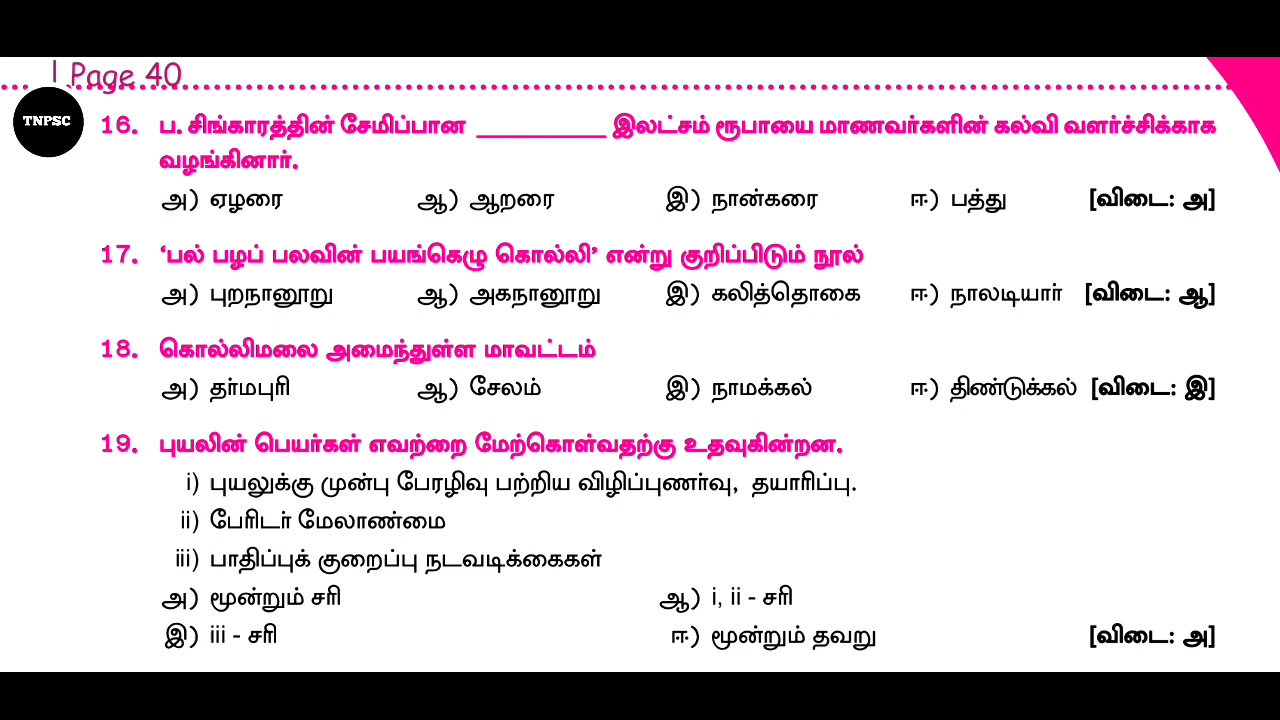 | Page 40
TNPSC
16. ப. சிங்காரத்தின் சேமிப்பான __________ இலட்சம் ரூபாயை மாணவர்களின் கல்வி வளர்ச்சிக்காக
வழங்கினார்.
அ) ஏழரை ஆ) ஆறரை இ) நான்கரை ஈ) பத்து [விடை: அ]
17. ‘பல் பழப் பலவின் பயங்கெழு கொல்லி’ என்று குறிப்பிடும் நூல்
அ) புறநானூறு ஆ) அகநானூறு இ) கலித்தொகை ஈ) நாலடியார் [விடை: ஆ]
18. கொல்லிமலை அமைந்துள்ள மாவட்டம்
அ) தர்மபுரி ஆ) சேலம் இ) நாமக்கல் ஈ) திண்டுக்கல் [விடை: இ]
19. புயலின் பெயர்கள் எவற்றை மேற்கொள்வதற்கு உதவுகின்றன.
i) புயலுக்கு முன்பு பேரழிவு பற்றிய விழிப்புணர்வு, தயாரிப்பு.
ii) பேரிடர் மேலாண்மை
iii) பாதிப்புக் குறைப்பு நடவடிக்கைகள்
அ) மூன்றும் சரி ஆ) i, ii - சரி
இ) iii - சரி ஈ) மூன்றும் தவறு [விடை: அ]